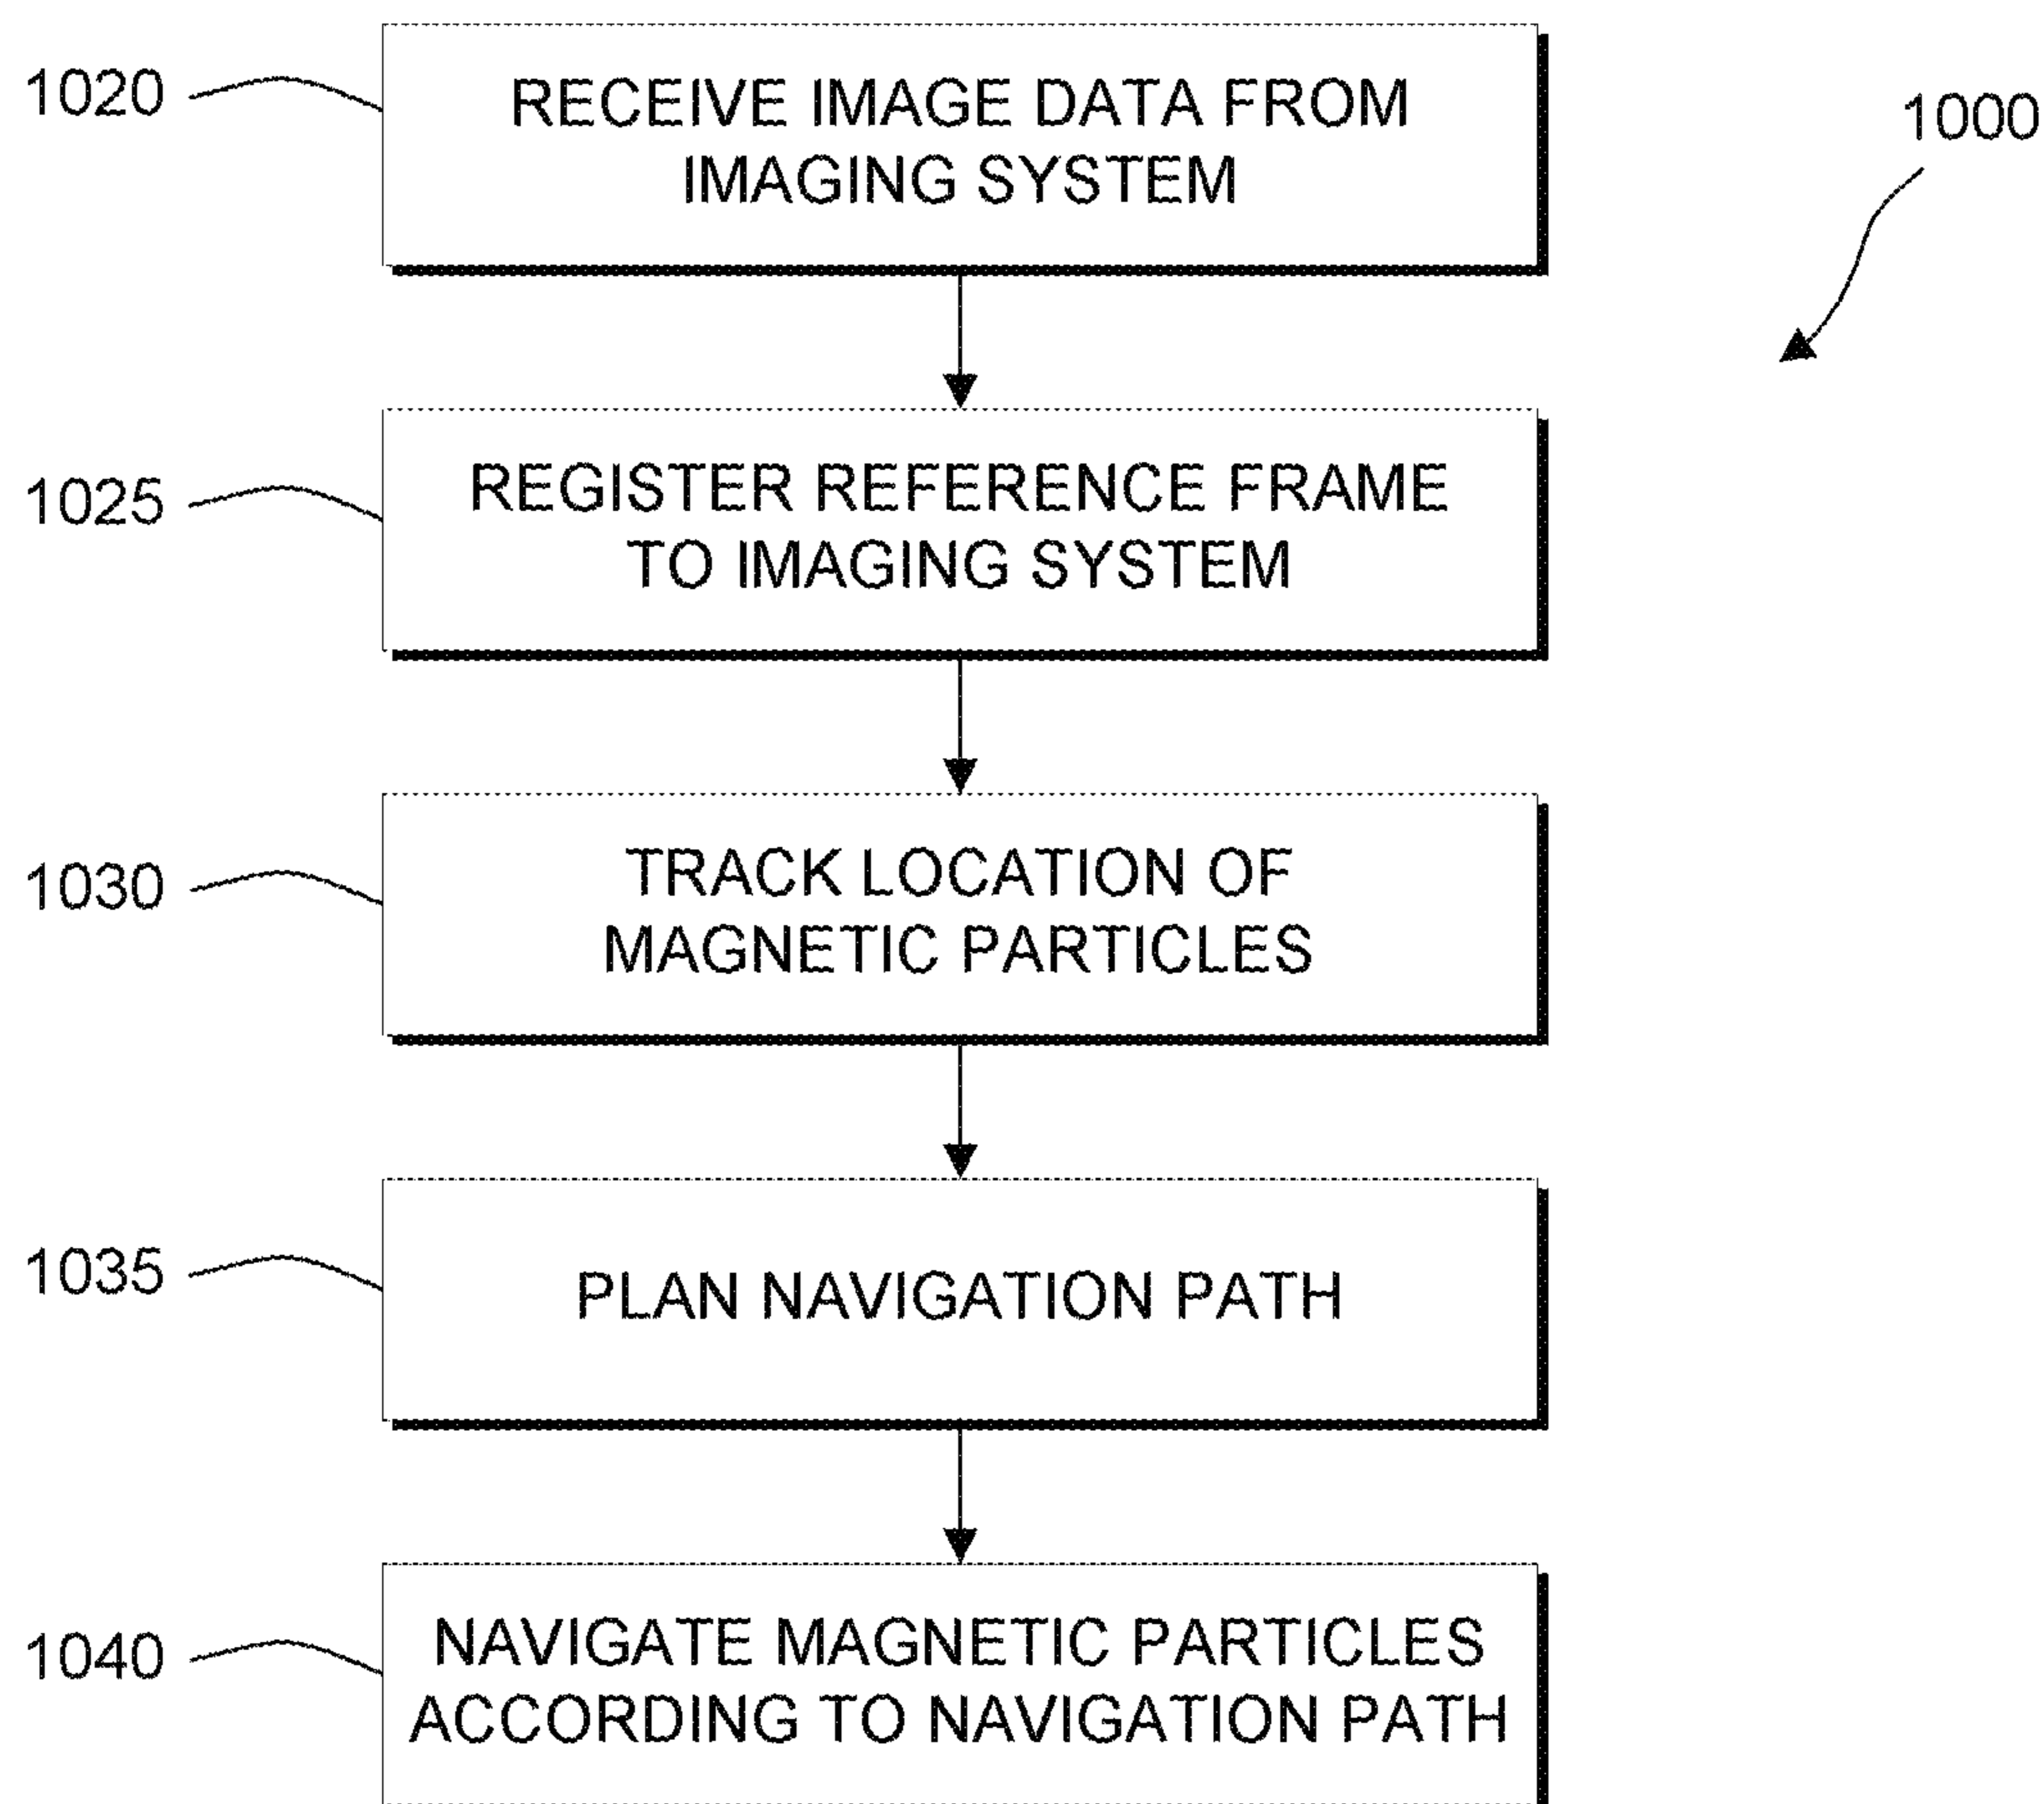 1020
RECEIVE IMAGE DATA FROM
IMAGING SYSTEM
1000
1025
REGISTER REFERENCE FRAME
TO IMAGING SYSTEM
1030
TRACK LOCATION OF
MAGNETIC PARTICLES
1035
PLAN NAVIGATION PATH
1040
NAVIGATE MAGNETIC PARTICLES
ACCORDING TO NAVIGATION PATH